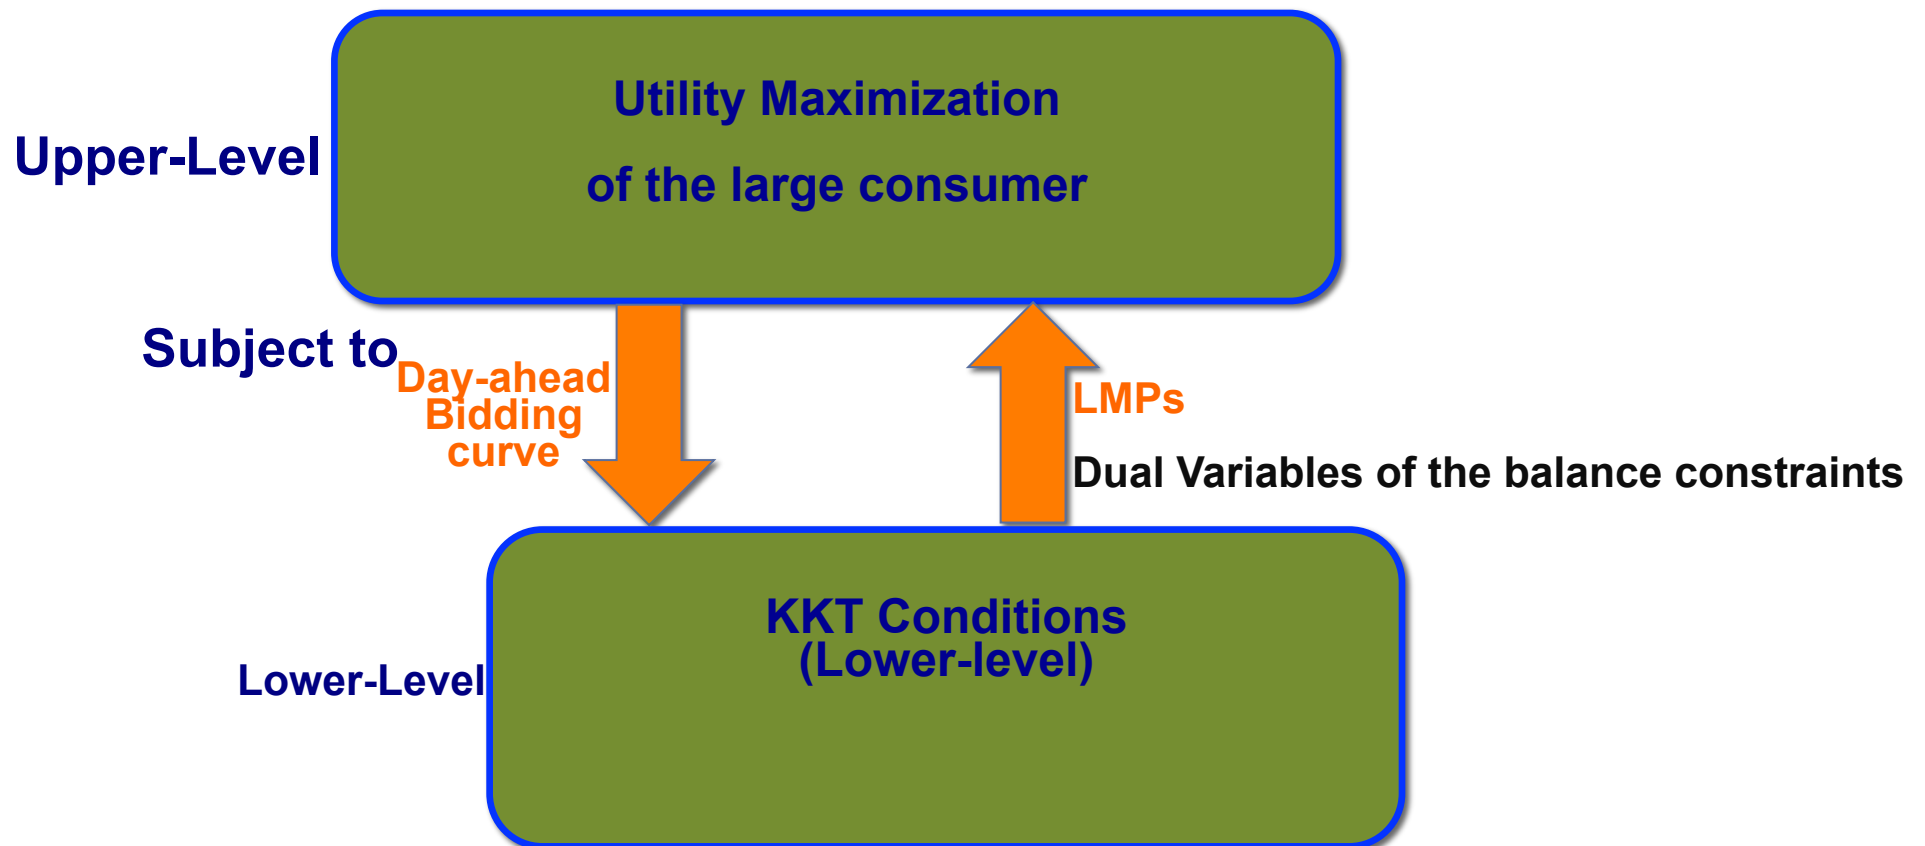 Utility Maximization
of the large consumer
Upper-Level
Subject to
Day-ahead
Bidding
curve
LMPs
Dual Variables of the balance constraints
KKT Conditions
(Lower-level)
Lower-Level